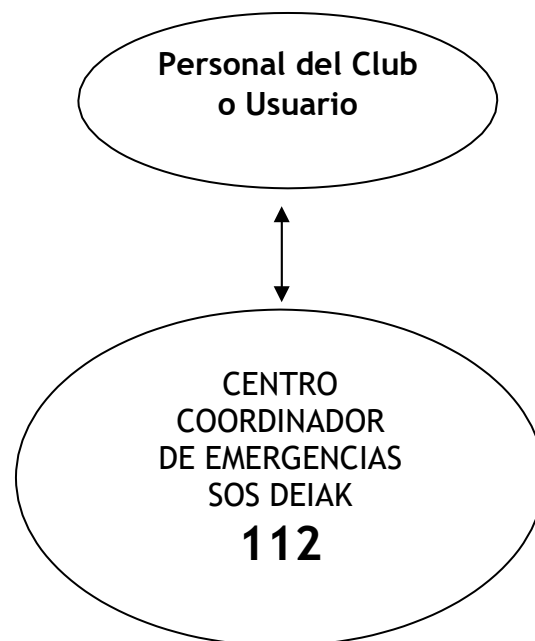 Personal del Club
o Usuario
CENTRO
COORDINADOR
DE EMERGENCIAS
SOS DEIAK
112